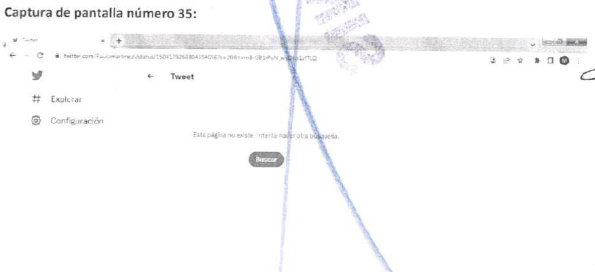 Captura de pantalla número 35:
Tweet
Explorar
Configuración
Esta página no existe. Intenta hacer otra búsqueda.
Buscar